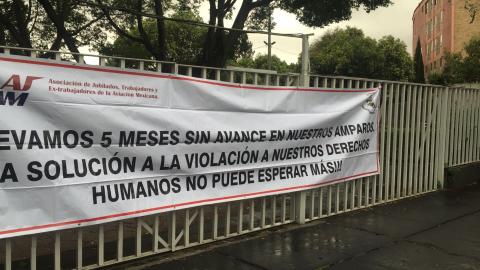 Asociación de Jubilados, Trabajadores y
Ex-trabajadores de la Aviación Mexicana.
EVAMOS 5 MESES SIN AVANCE EN NUESTROS AMPAROS,
A SOLUCIÓN A LA VIOLACIÓN A NUESTROS DERECHOS
HUMANOS NO PUEDE ESPERAR MÁS!!!